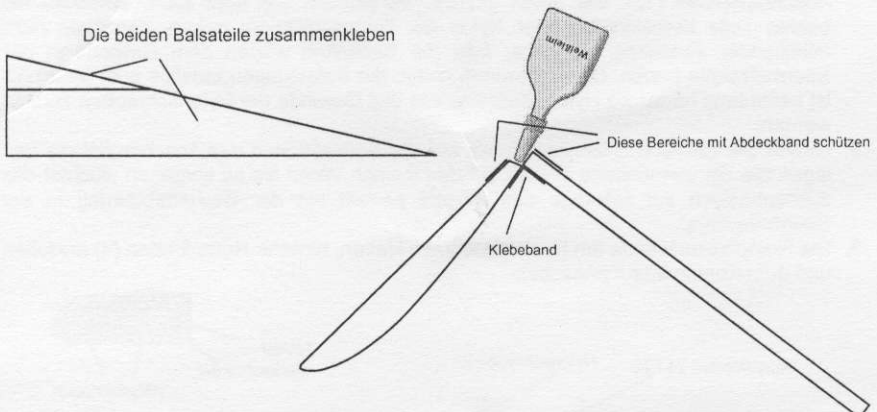 Die beiden Balsateile zusammenkleben
Weißleim
Diese Bereiche mit Abdeckband schützen
Klebeband